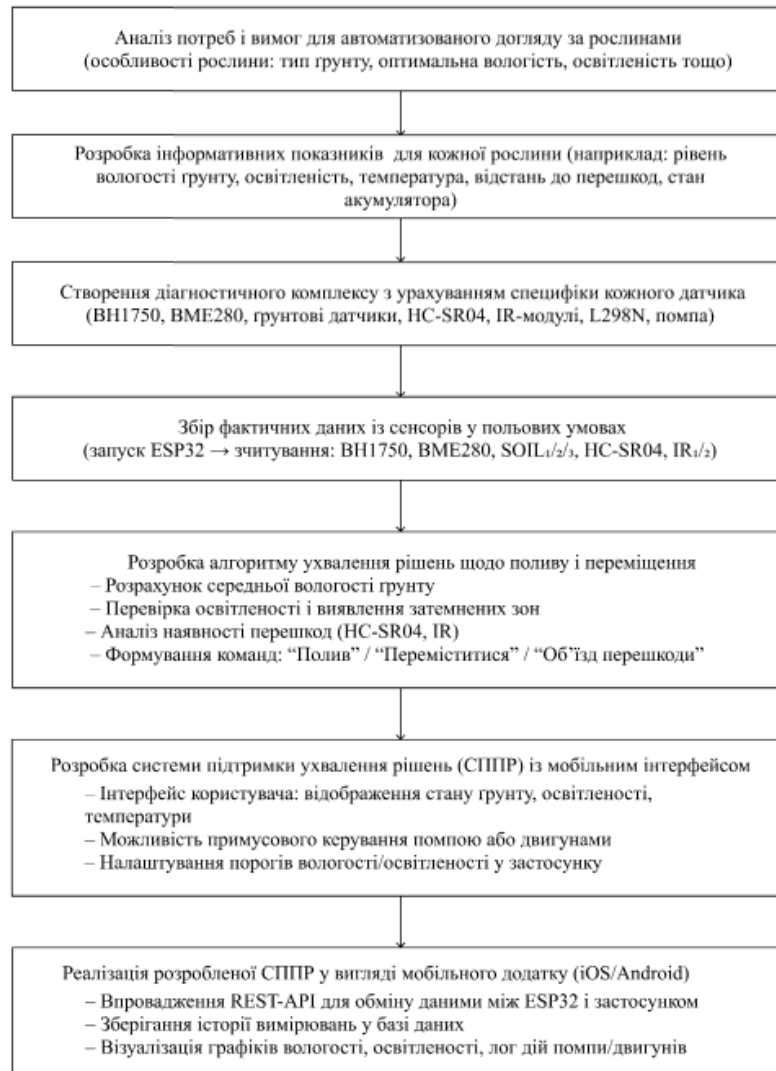 Аналіз потреб і вимог для автоматизованого догляду за рослинами
(особливості рослини: тип ґрунту, оптимальна вологість, освітленість тощо)
Розробка інформативних показників для кожної рослини (наприклад: рівень
вологості ґрунту, освітленість, температура, відстань до перешкод, стан
акумулятора)
Створення діагностичного комплексу з урахуванням специфіки кожного датчика
(BH1750, BME280, ґрунтові датчики, HC-SR04, IR-модулі, L298N, помпа)
Збір фактичних даних із сенсорів у польових умовах
(запуск ESP32 → зчитування: BH1750, BME280, SOIL₁/₂/₃, HC-SR04, IR₁/₂)
Розробка алгоритму ухвалення рішень щодо поливу і переміщення
– Розрахунок середньої вологості ґрунту
– Перевірка освітленості і виявлення затемнених зон
– Аналіз наявності перешкод (HC-SR04, IR)
– Формування команд: “Полив” / “Переміститися” / “Об’їзд перешкоди”
Розробка системи підтримки ухвалення рішень (СППР) із мобільним інтерфейсом
– Інтерфейс користувача: відображення стану ґрунту, освітленості,
температури
– Можливість примусового керування помпою або двигунами
– Налаштування порогів вологості/освітленості у застосунку
Реалізація розробленої СППР у вигляді мобільного додатку (iOS/Android)
– Впровадження REST-API для обміну даними між ESP32 і застосунком
– Зберігання історії вимірювань у базі даних
– Візуалізація графіків вологості, освітленості, лог дій помпи/двигунів